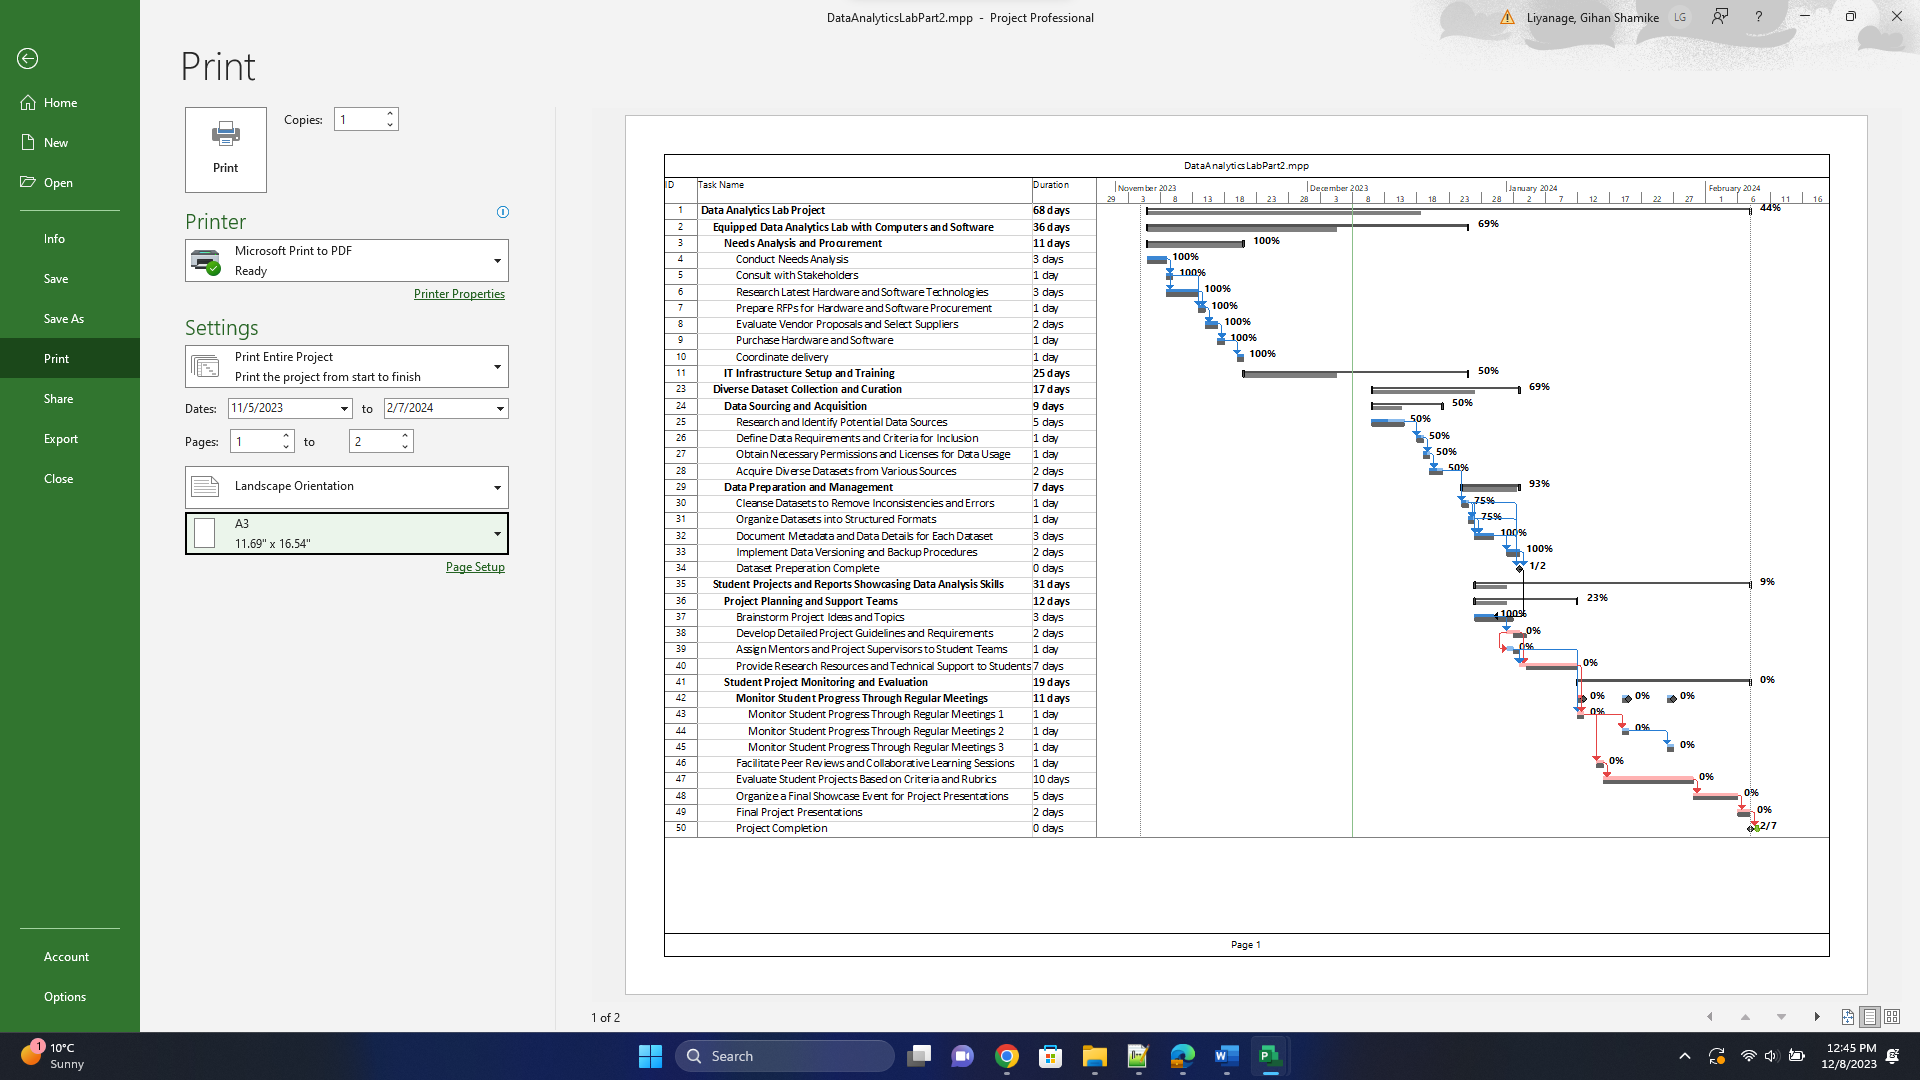 DataAnalyticsLabPart2.mpp - Project Professional
Liyanage, Gihan Shamike
LG
?
Home
New
Open
Info
Save
Save As
Print
Share
Export
Close
Account
Options
Print
Print
Copies: 1
Printer
Microsoft Print to PDF
Ready
Printer Properties
Settings
Print Entire Project
Print the project from start to finish
Dates: 11/5/2023 to 2/7/2024
Pages: 1 to 2
Landscape Orientation
A3
11.69" x 16.54"
Page Setup
DataAnalyticsLabPart2.mpp
ID Task Name Duration
November 2023 December 2023 January 2024 February 2024
29 3 8 13 18 23 28 3 8 13 18 23 28 2 7 12 17 22 27 1 6 11 16
1 Data Analytics Lab Project 68 days 44%
2 Equipped Data Analytics Lab with Computers and Software 36 days 69%
3 Needs Analysis and Procurement 11 days 100%
4 Conduct Needs Analysis 3 days 100%
5 Consult with Stakeholders 1 day 100%
6 Research Latest Hardware and Software Technologies 3 days 100%
7 Prepare RFPs for Hardware and Software Procurement 1 day 100%
8 Evaluate Vendor Proposals and Select Suppliers 2 days 100%
9 Purchase Hardware and Software 1 day 100%
10 Coordinate delivery 1 day 100%
11 IT Infrastructure Setup and Training 25 days 50%
23 Diverse Dataset Collection and Curation 17 days 69%
24 Data Sourcing and Acquisition 9 days 50%
25 Research and Identify Potential Data Sources 5 days 50%
26 Define Data Requirements and Criteria for Inclusion 1 day 50%
27 Obtain Necessary Permissions and Licenses for Data Usage 1 day 50%
28 Acquire Diverse Datasets from Various Sources 2 days 50%
29 Data Preparation and Management 7 days 93%
30 Cleanse Datasets to Remove Inconsistencies and Errors 1 day 75%
31 Organize Datasets into Structured Formats 1 day 75%
32 Document Metadata and Data Details for Each Dataset 3 days 100%
33 Implement Data Versioning and Backup Procedures 2 days 100%
34 Dataset Preperation Complete 0 days 1/2
35 Student Projects and Reports Showcasing Data Analysis Skills 31 days 9%
36 Project Planning and Support Teams 12 days 23%
37 Brainstorm Project Ideas and Topics 3 days 100%
38 Develop Detailed Project Guidelines and Requirements 2 days 0%
39 Assign Mentors and Project Supervisors to Student Teams 1 day 0%
40 Provide Research Resources and Technical Support to Students 7 days 0%
41 Student Project Monitoring and Evaluation 19 days 0%
42 Monitor Student Progress Through Regular Meetings 11 days 0% 0% 0%
43 Monitor Student Progress Through Regular Meetings 1 1 day 0%
44 Monitor Student Progress Through Regular Meetings 2 1 day 0%
45 Monitor Student Progress Through Regular Meetings 3 1 day 0%
46 Facilitate Peer Reviews and Collaborative Learning Sessions 1 day 0%
47 Evaluate Student Projects Based on Criteria and Rubrics 10 days 0%
48 Organize a Final Showcase Event for Project Presentations 5 days 0%
49 Final Project Presentations 2 days 0%
50 Project Completion 0 days 2/7
Page 1
1 of 2
1
10°C
Sunny
Search
12:45 PM
12/8/2023